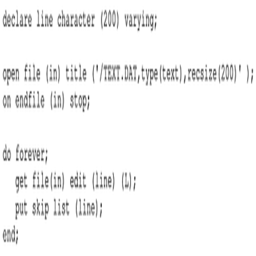 declare line character (200) varying;
open file (in) title ('/TEXT.DAT,type(text),recsize(200)' );
on endfile (in) stop;
do forever;
get file(in) edit (line) (L);
put skip list (line);
end;